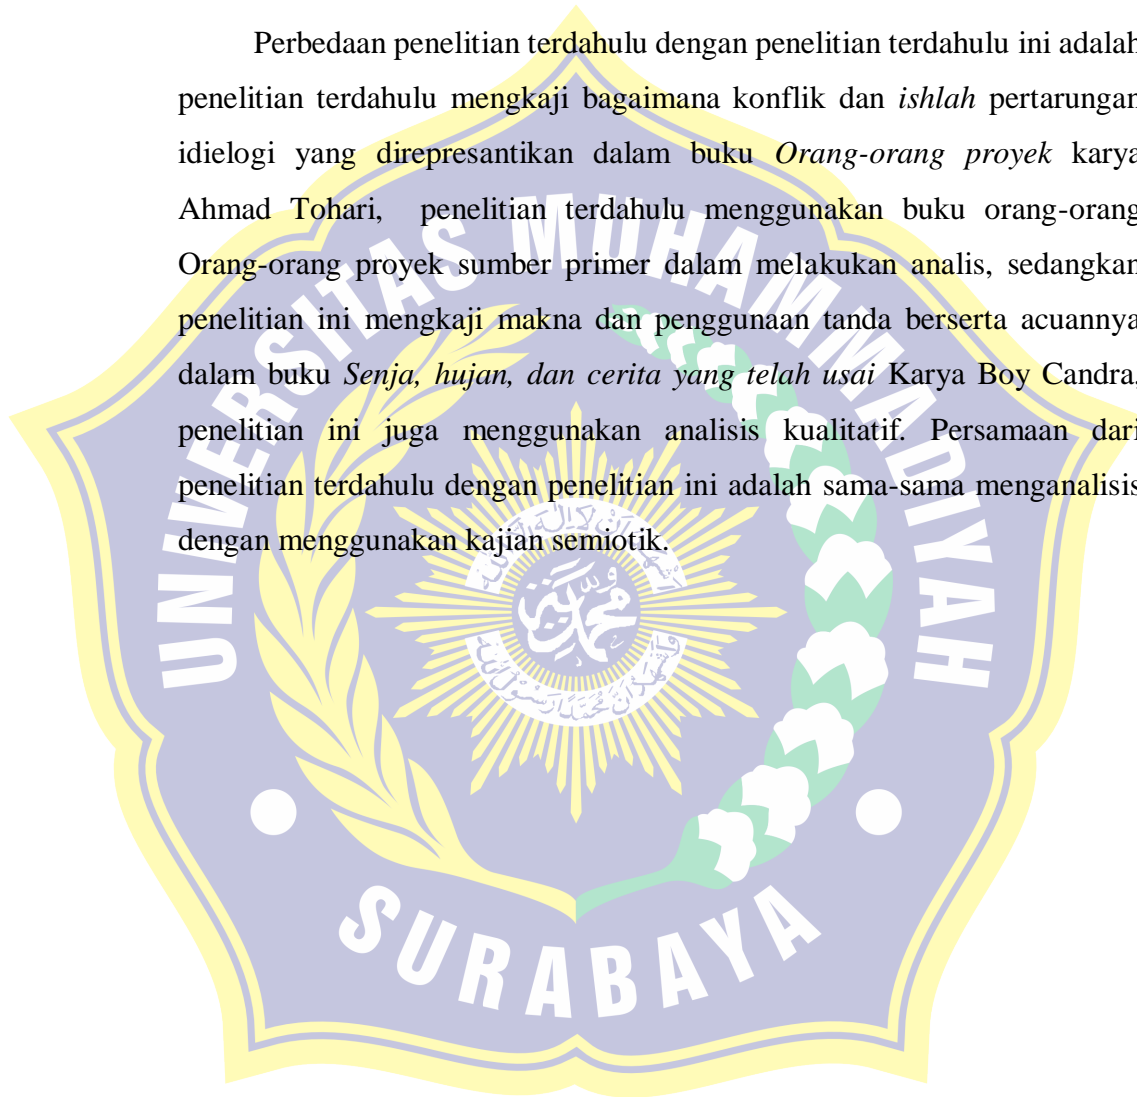 Perbedaan penelitian terdahulu dengan penelitian terdahulu ini adalah
penelitian terdahulu mengkaji bagaimana konflik dan ishlah pertarungan
idielogi yang direpresantikan dalam buku Orang-orang proyek karya
Ahmad Tohari, penelitian terdahulu menggunakan buku orang-orang
Orang-orang proyek sumber primer dalam melakukan analis, sedangkan
penelitian ini mengkaji makna dan penggunaan tanda berserta acuannya
dalam buku Senja, hujan, dan cerita yang telah usai Karya Boy Candra,
penelitian ini juga menggunakan analisis kualitatif. Persamaan dari
penelitian terdahulu dengan penelitian ini adalah sama-sama menganalisis
dengan menggunakan kajian semiotik.
UNIVERSITAS MUHAMMADIYAH
محمد
SURABAYA